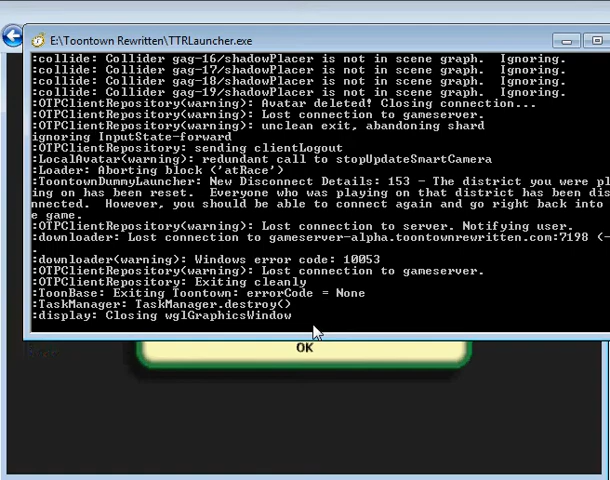 E:\Toontown Rewritten\TTRLauncher.exe
:collide: Collider gag-16/shadowPlacer is not in scene graph.  Ignoring.
:collide: Collider gag-17/shadowPlacer is not in scene graph.  Ignoring.
:collide: Collider gag-18/shadowPlacer is not in scene graph.  Ignoring.
:collide: Collider gag-19/shadowPlacer is not in scene graph.  Ignoring.
:OTPClientRepository(warning): Avatar deleted! Closing connection...
:OTPClientRepository(warning): Lost connection to gameserver.
:OTPClientRepository(warning): unclean exit, abandoning shard
ignoring InputState-forward
:OTPClientRepository: sending clientLogout
:LocalAvatar(warning): redundant call to stopUpdateSmartCamera
:Loader: Aborting block ('atRace')
:ToontownDummyLauncher: New Disconnect Details: 153 - The district you were pl
ing on has been reset.  Everyone who was playing on that district has been dis
nnected.  However, you should be able to connect again and go right back into
e game.
:OTPClientRepository(warning): Lost connection to server. Notifying user.
:downloader: Lost connection to gameserver-alpha.toontownrewritten.com:7198 (-
.
:downloader(warning): Windows error code: 10053
:OTPClientRepository(warning): Lost connection to gameserver.
:OTPClientRepository: Exiting cleanly
:ToonBase: Exiting Toontown: errorCode = None
:TaskManager: TaskManager.destroy()
:display: Closing wglGraphicsWindow
OK